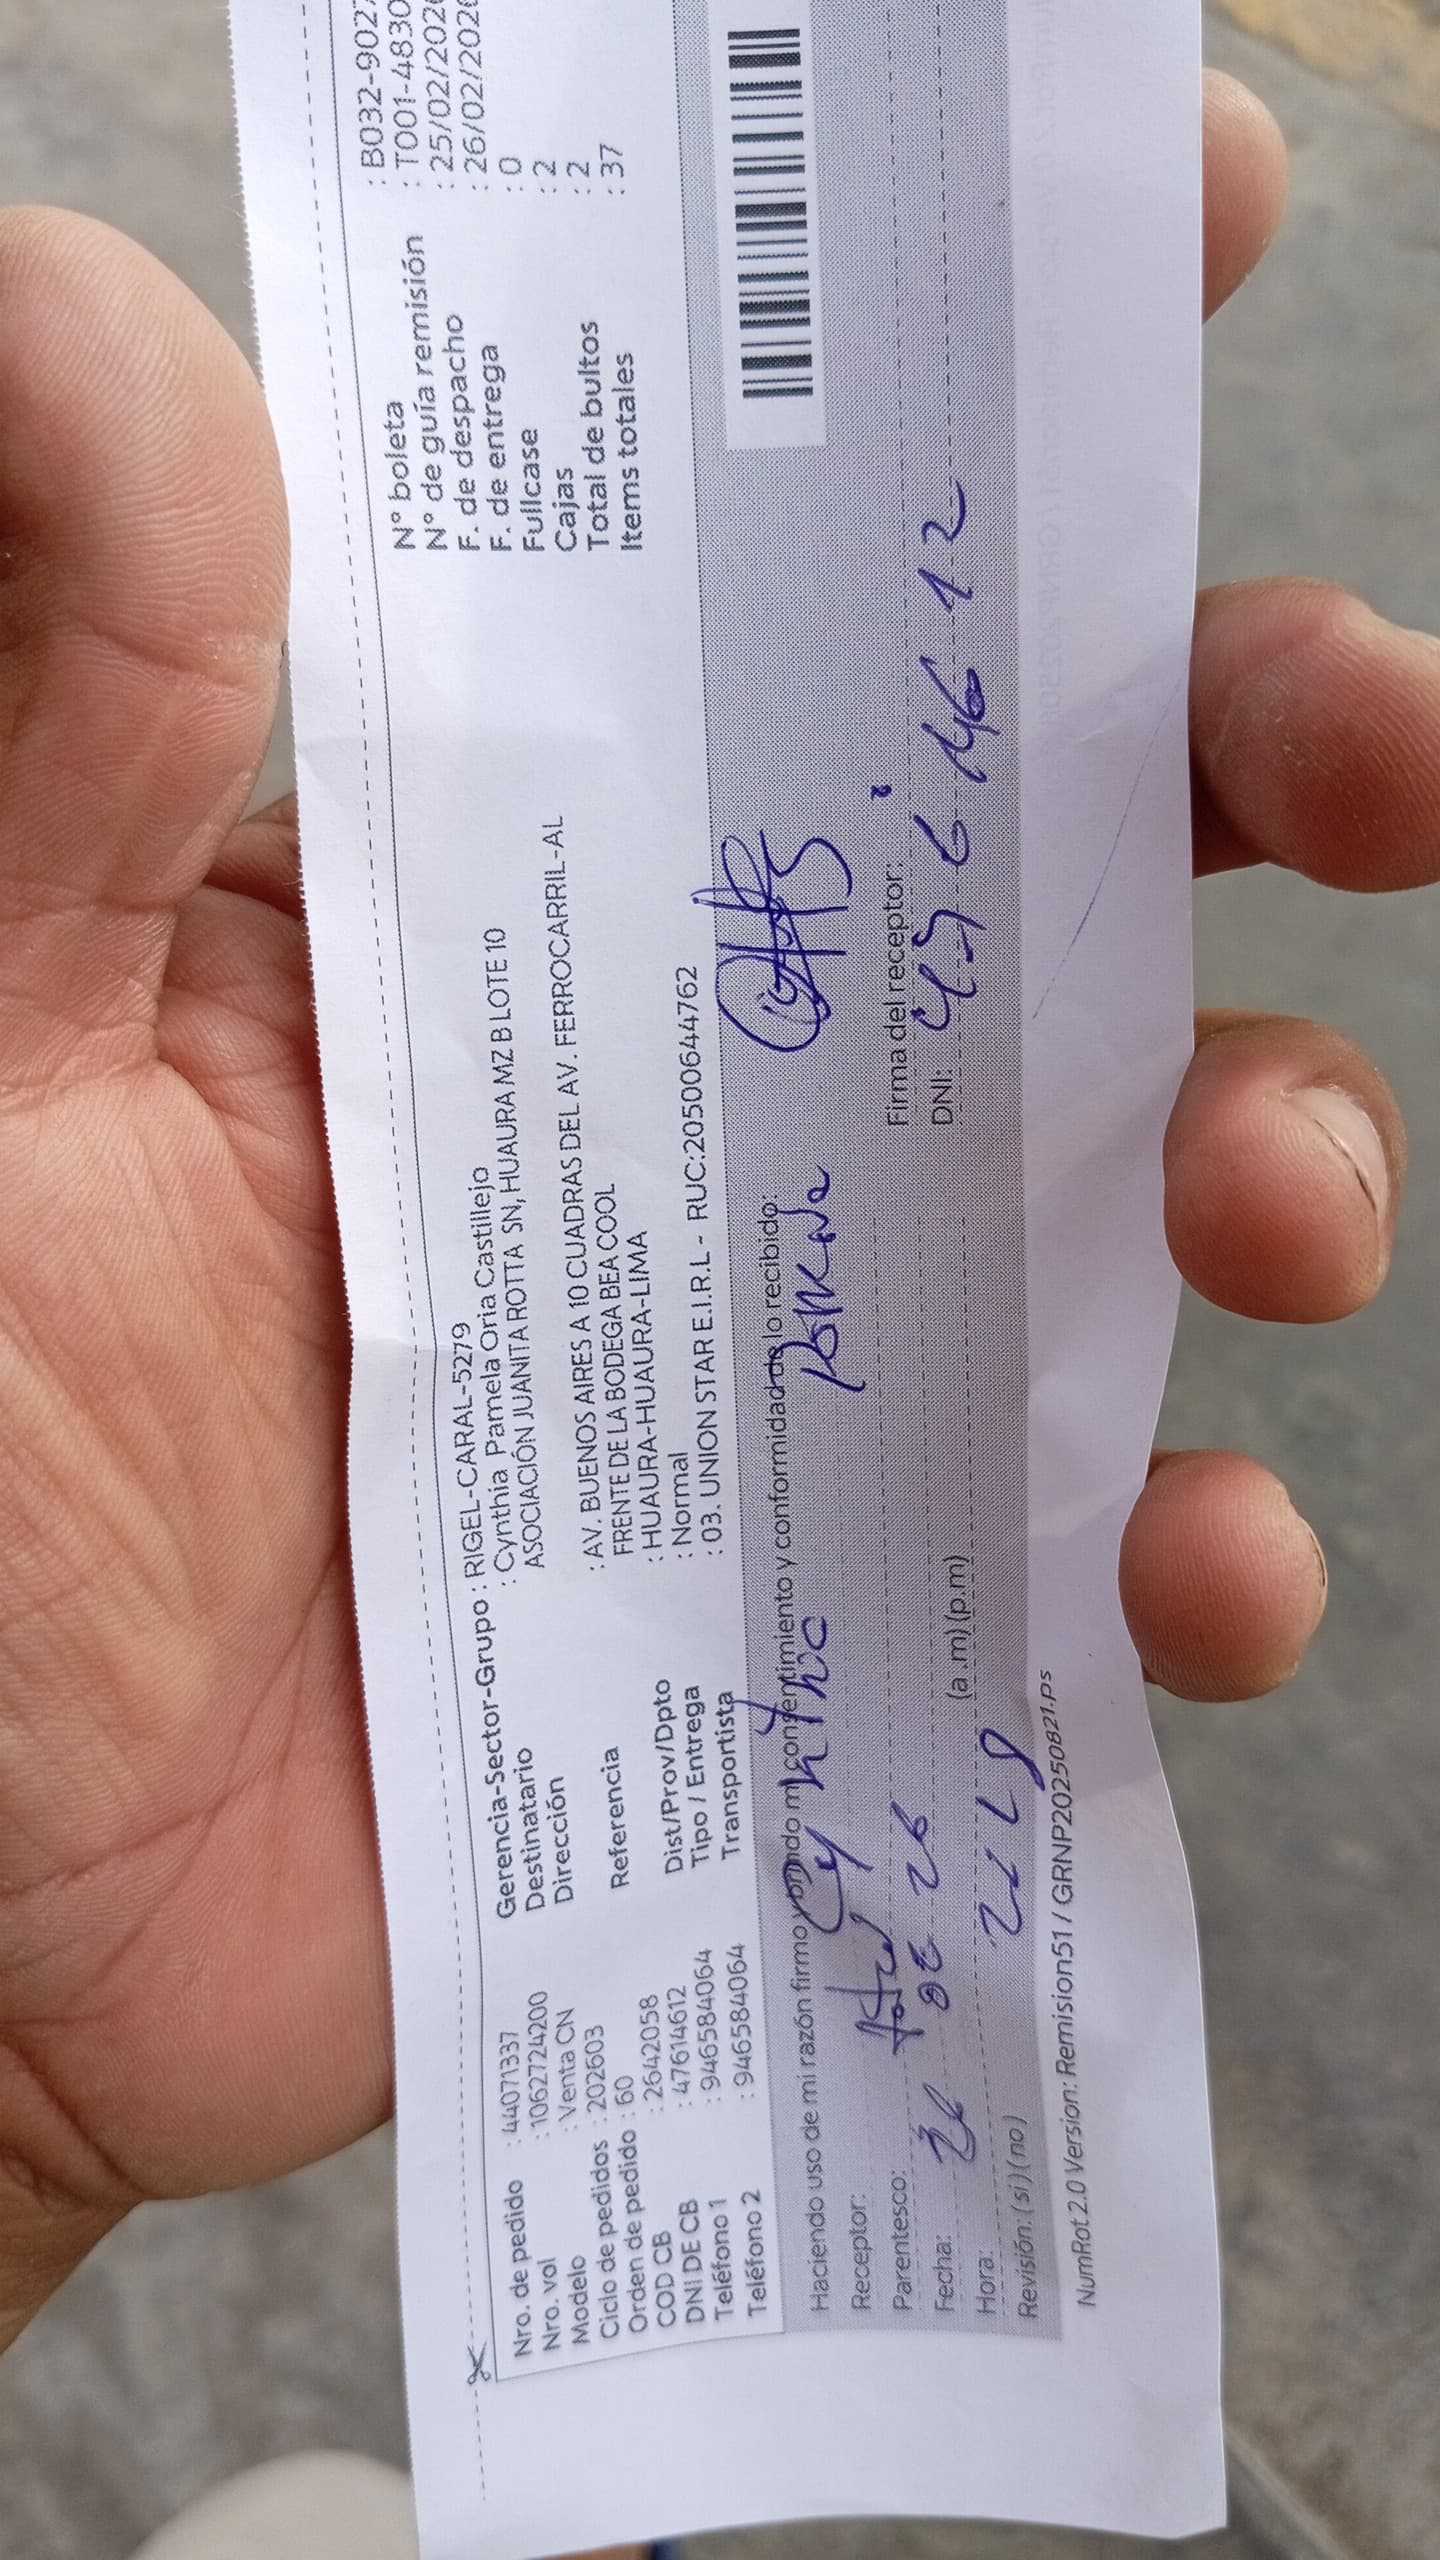 Nro. de pedido : 44071337
Nro. vol : 1062724200
Modelo : Venta CN
Ciclo de pedidos : 202603
Orden de pedido : 60
COD CB : 2642058
DNI DE CB : 47614612
Teléfono 1 : 946584064
Teléfono 2 : 946584064
Gerencia-Sector-Grupo : RIGEL-CARAL-5279
Destinatario : Cynthia Pamela Oria Castillejo
Dirección ASOCIACIÓN JUANITA ROTTA SN, HUAURA MZ B LOTE 10
Referencia : AV. BUENOS AIRES A 10 CUADRAS DEL AV. FERROCARRIL-AL
FRENTE DE LA BODEGA BEA COOL
Dist/Prov/Dpto : HUAURA-HUAURA-LIMA
Tipo / Entrega : Normal
Transportista : 03. UNION STAR E.I.R.L - RUC:20500644762
N° boleta : B032-902
N° de guía remisión : T001-4830
F. de despacho : 25/02/202
F. de entrega : 26/02/202
Fullcase : 0
Cajas : 2
Total de bultos : 2
Items totales : 37
Haciendo uso de mi razón firmo y brindo mi consentimiento y conformidad de lo recibido:
Receptor:
Parentesco:
Fecha: 26 02 26
Hora: (a.m) (p.m)
Revisión: (si) (no)
Firma del receptor:
DNI:
NumRot 2.0 Version: Remision51 / GRNP20250821.ps